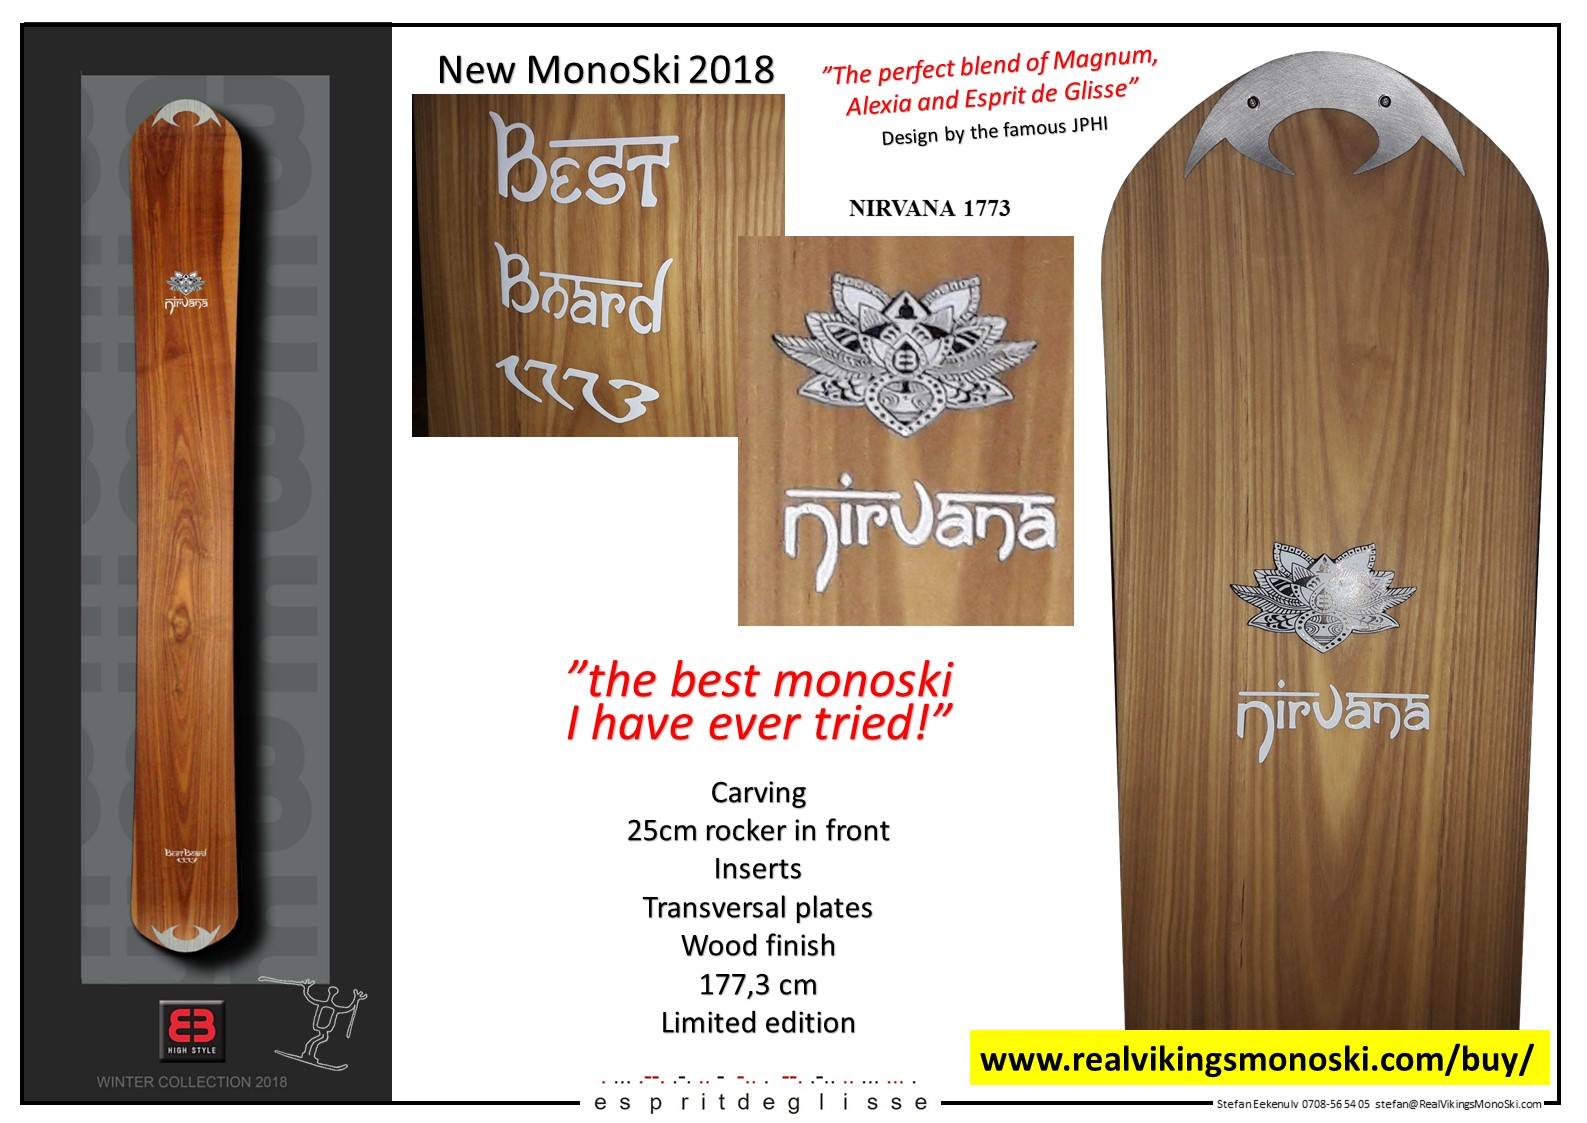 New MonoSki 2018
”The perfect blend of Magnum,
Alexia and Esprit de Glisse”
Design by the famous JPHI
NIRVANA 1773
BEST
BOARD
1773
nirvana
nirvana
nirvana
Best Board
1773
”the best monoski
I have ever tried!”
Carving
25cm rocker in front
Inserts
Transversal plates
Wood finish
177,3 cm
Limited edition
HIGH STYLE
WINTER COLLECTION 2018
. ... .--. .-. .. - -.. . --. .-.. .. ... ... .
espritdeglisse
www.realvikingsmonoski.com/buy/
Stefan Eekenulv 0708-56 54 05 stefan@RealVikingsMonoSki.com